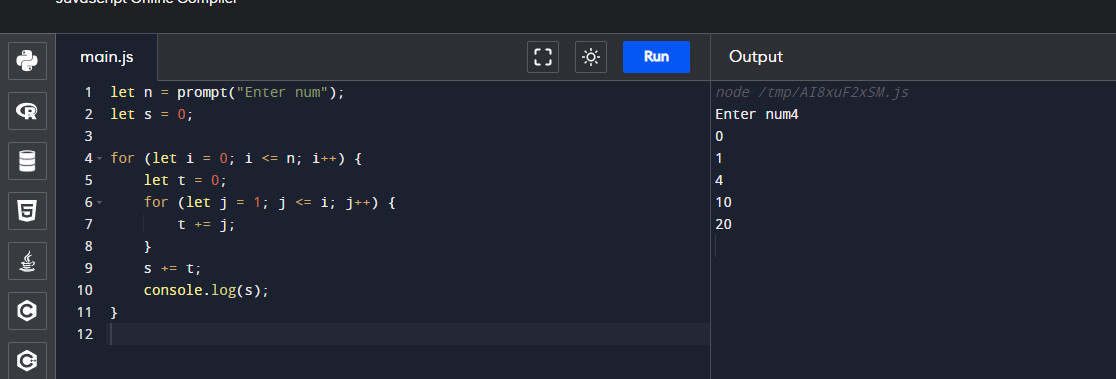 JavaScript Online Compiler
main.js
Run
Output
1 let n = prompt("Enter num");
2 let s = 0;
3
4 for (let i = 0; i <= n; i++) {
5     let t = 0;
6     for (let j = 1; j <= i; j++) {
7         t += j;
8     }
9     s += t;
10     console.log(s);
11 }
12
node /tmp/AI8xuF2xSM.js
Enter num4
0
1
4
10
20